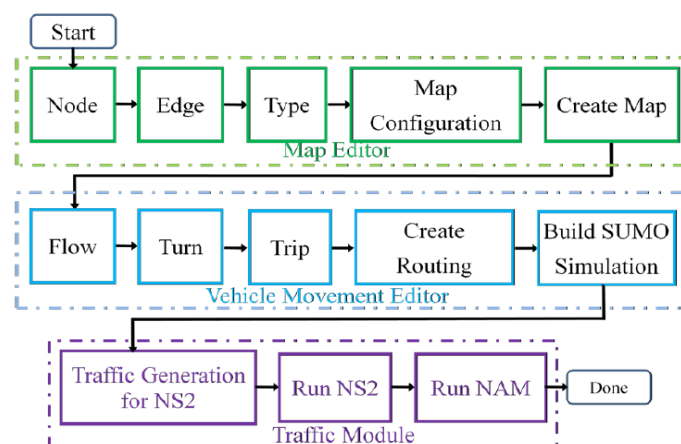 Start
Node
Edge
Type
Map
Configuration
Create Map
Map Editor
Flow
Turn
Trip
Create
Routing
Build SUMO
Simulation
Vehicle Movement Editor
Traffic Generation
for NS2
Run NS2
Run NAM
Done
Traffic Module